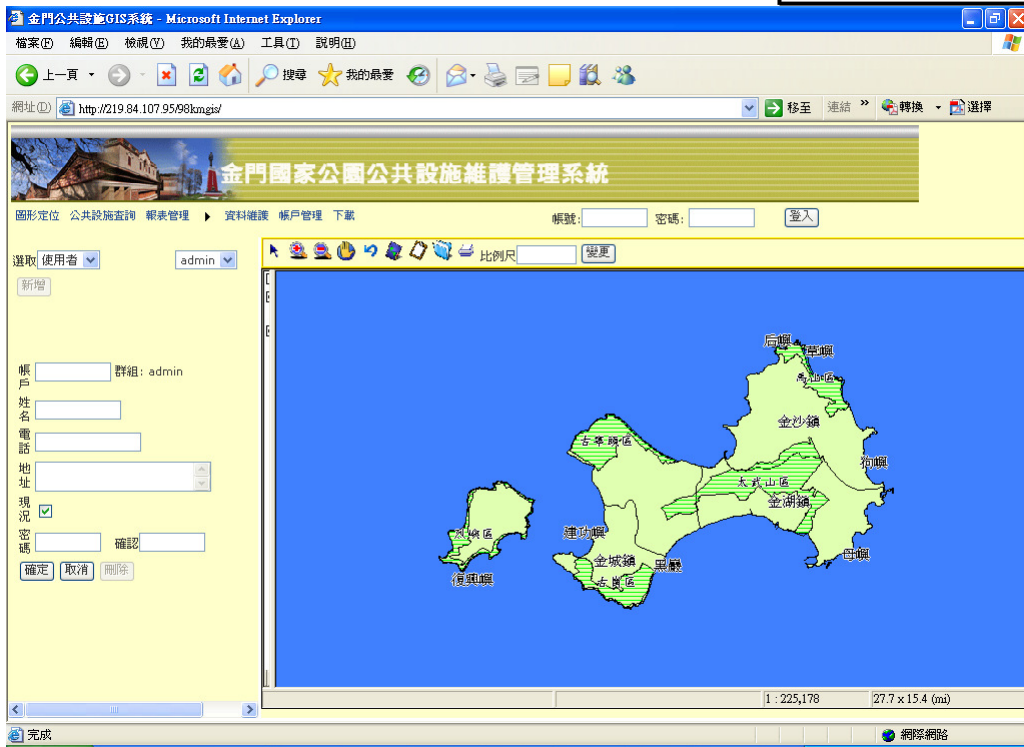 金門公共設施GIS系統 - Microsoft Internet Explorer
檔案(F) 編輯(E) 檢視(V) 我的最愛(A) 工具(T) 說明(H)
上一頁 搜尋 我的最愛
網址(D) http://219.84.107.95/98kmgis/ 移至 連結 » 轉換 選擇
金門國家公園公共設施維護管理系統
圖形定位 公共設施查詢 報表管理 資料維護 帳戶管理 下載 帳號: 密碼: 登入
選取 使用者 admin
比例尺 變更
新增
帳戶 群組: admin
姓名
電話
地址
現況
密碼 確認
確定 取消 刪除
后嶼
草嶼
馬山區
金沙鎮
古寧頭區
狗嶼
太武山區
金湖鎮
烈嶼區
建功嶼
母嶼
金城鎮
黑巖
復興嶼
古崗區
1 : 225,178 27.7 x 15.4 (mi)
完成 網際網路